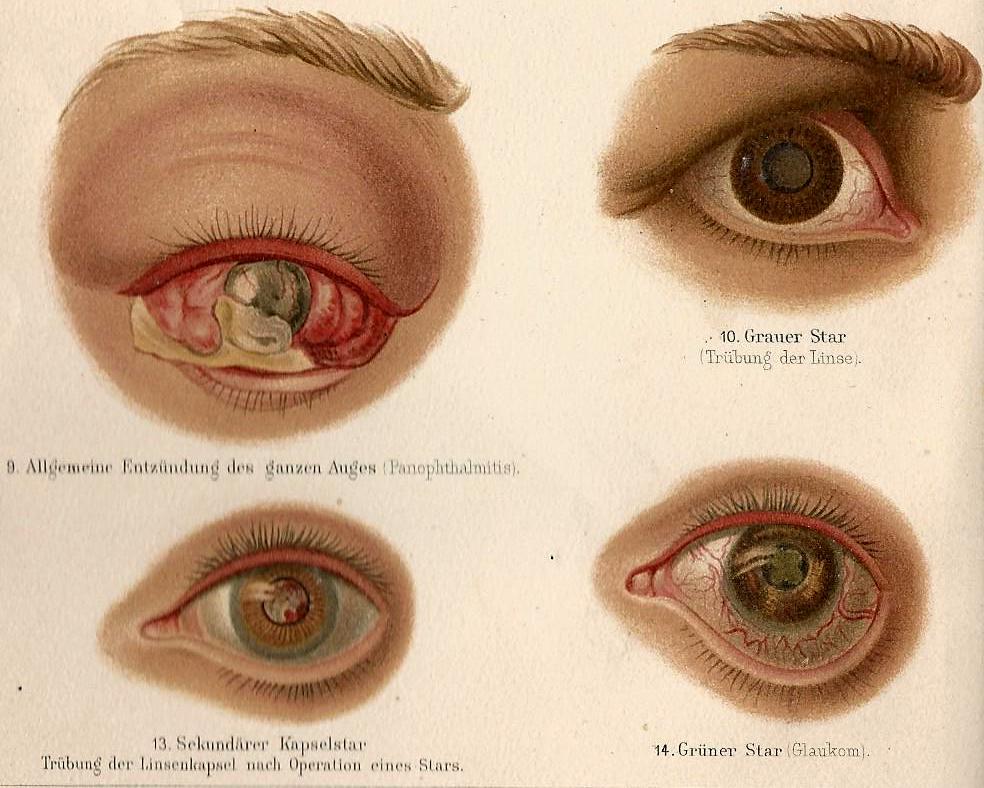 9. Allgemeine Entzündung des ganzen Auges (Panophthalmitis).
10. Grauer Star
(Trübung der Linse).
13. Sekundärer Kapselstar
Trübung der Linsenkapsel nach Operation eines Stars.
14. Grüner Star (Glaukom).